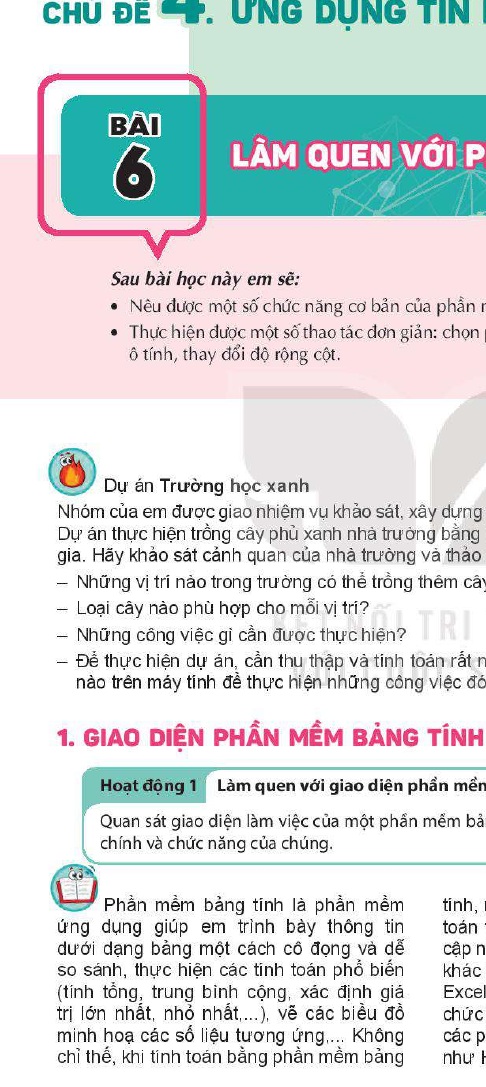 CHỦ ĐỀ 4. ỨNG DỤNG TIN
BÀI
6
LÀM QUEN VỚI P
Sau bài học này em sẽ:
• Nêu được một số chức năng cơ bản của phần
• Thực hiện được một số thao tác đơn giản: chọn
ô tính, thay đổi độ rộng cột.
Dự án Trường học xanh
Nhóm của em được giao nhiệm vụ khảo sát, xây dựng
Dự án thực hiện trồng cây phủ xanh nhà trường bằng
gia. Hãy khảo sát cảnh quan của nhà trường và thảo
– Những vị trí nào trong trường có thể trồng thêm cây
– Loại cây nào phù hợp cho mỗi vị trí?
– Những công việc gì cần được thực hiện?
– Để thực hiện dự án, cần thu thập và tính toán rất
nào trên máy tính để thực hiện những công việc đó
KẾT NỐI TRI
VỚI CUỘC S
1. GIAO DIỆN PHẦN MỀM BẢNG TÍNH
Hoạt động 1 Làm quen với giao diện phần mềm
Quan sát giao diện làm việc của một phần mềm bả
chính và chức năng của chúng.
Phần mềm bảng tính là phần mềm
ứng dụng giúp em trình bày thông tin
dưới dạng bảng một cách cô đọng và dễ
so sánh, thực hiện các tính toán phổ biến
(tính tổng, trung bình cộng, xác định giá
trị lớn nhất, nhỏ nhất,...), vẽ các biểu đồ
minh hoạ các số liệu tương ứng,... Không
chỉ thế, khi tính toán bằng phần mềm bảng
tính,
toán
cập n
khác
Excel
chức
các p
như H